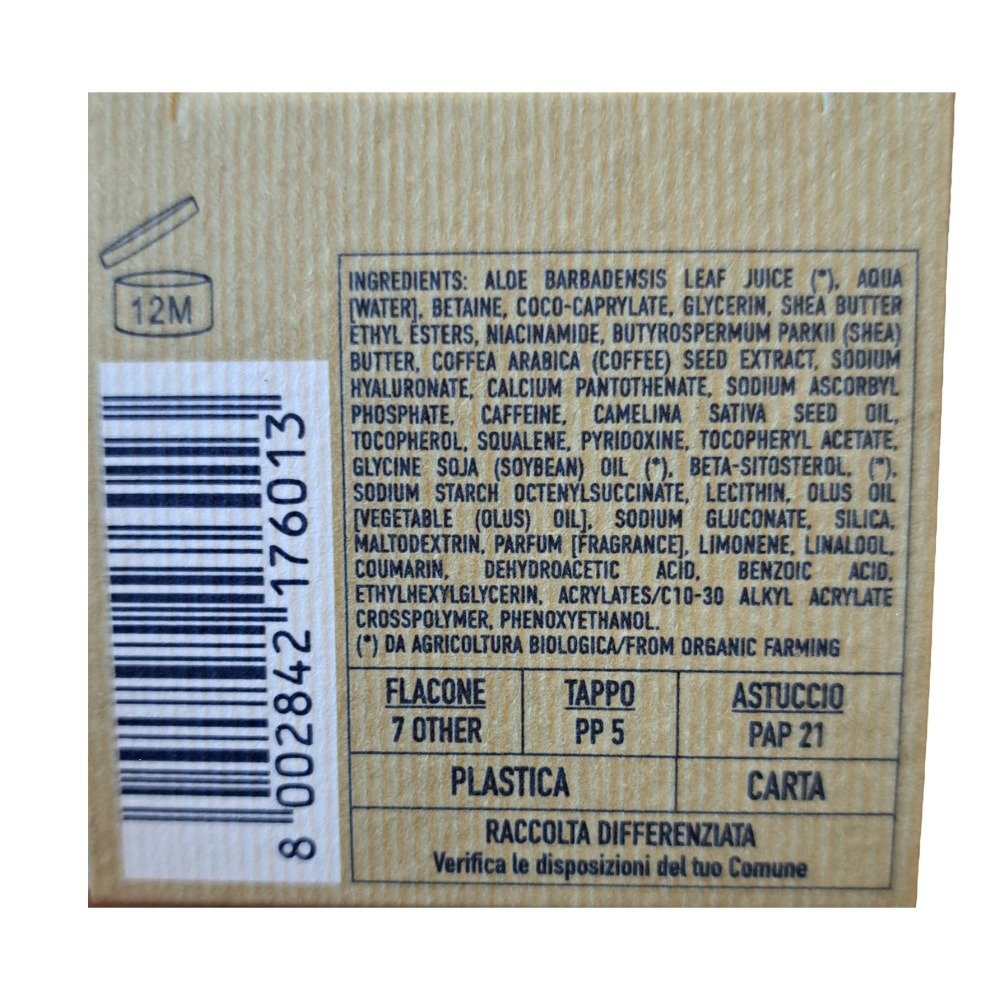 12M
8 002842 176013
INGREDIENTS: ALOE BARBADENSIS LEAF JUICE (*), AQUA
[WATER], BETAINE, COCO-CAPRYLATE, GLYCERIN, SHEA BUTTER
ETHYL ESTERS, NIACINAMIDE, BUTYROSPERMUM PARKII (SHEA)
BUTTER, COFFEA ARABICA (COFFEE) SEED EXTRACT, SODIUM
HYALURONATE, CALCIUM PANTOTHENATE, SODIUM ASCORBYL
PHOSPHATE, CAFFEINE, CAMELINA SATIVA SEED OIL,
TOCOPHEROL, SQUALENE, PYRIDOXINE, TOCOPHERYL ACETATE,
GLYCINE SOJA (SOYBEAN) OIL (*), BETA-SITOSTEROL, (*),
SODIUM STARCH OCTENYLSUCCINATE, LECITHIN, OLUS OIL
[VEGETABLE (OLUS) OIL], SODIUM GLUCONATE, SILICA,
MALTODEXTRIN, PARFUM [FRAGRANCE], LIMONENE, LINALOOL,
COUMARIN, DEHYDROACETIC ACID, BENZOIC ACID,
ETHYLHEXYLGLYCERIN, ACRYLATES/C10-30 ALKYL ACRYLATE
CROSSPOLYMER, PHENOXYETHANOL.
(*) DA AGRICOLTURA BIOLOGICA/FROM ORGANIC FARMING
FLACONE TAPPO ASTUCCIO
7 OTHER PP 5 PAP 21
PLASTICA CARTA
RACCOLTA DIFFERENZIATA
Verifica le disposizioni del tuo Comune